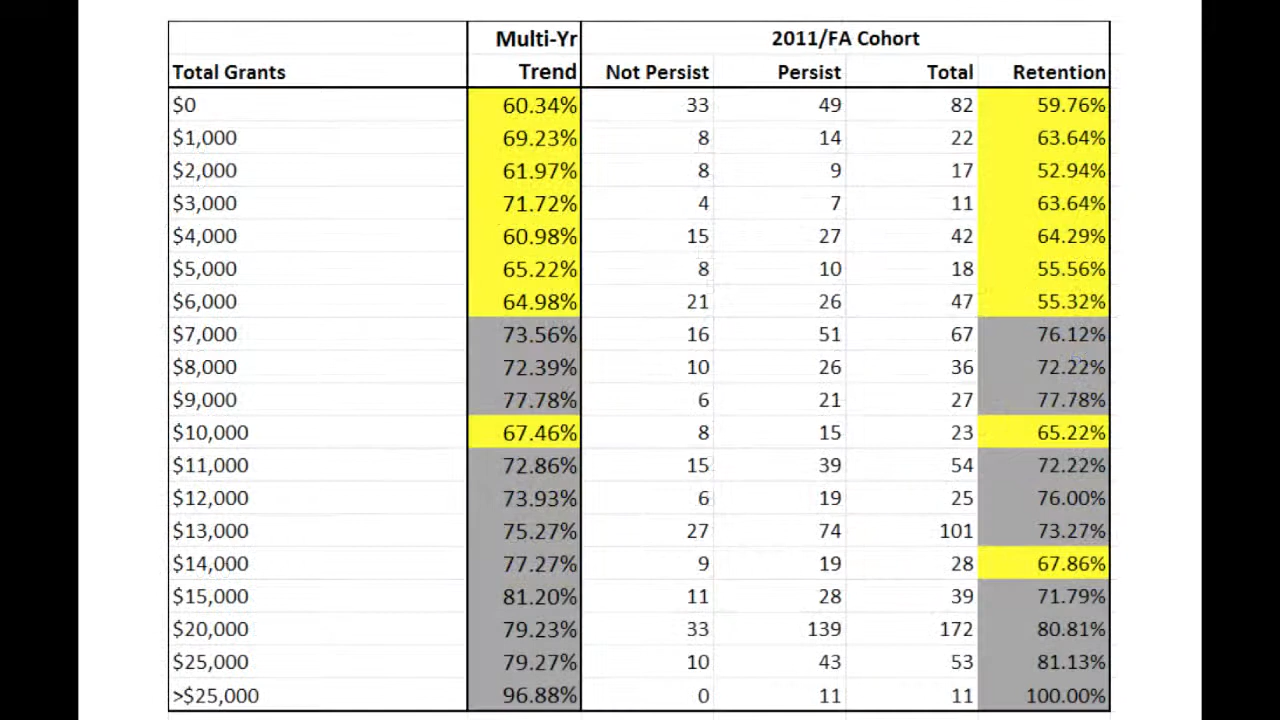 Multi-Yr 2011/FA Cohort
Total Grants Trend Not Persist Persist Total Retention
$0 60.34% 33 49 82 59.76%
$1,000 69.23% 8 14 22 63.64%
$2,000 61.97% 8 9 17 52.94%
$3,000 71.72% 4 7 11 63.64%
$4,000 60.98% 15 27 42 64.29%
$5,000 65.22% 8 10 18 55.56%
$6,000 64.98% 21 26 47 55.32%
$7,000 73.56% 16 51 67 76.12%
$8,000 72.39% 10 26 36 72.22%
$9,000 77.78% 6 21 27 77.78%
$10,000 67.46% 8 15 23 65.22%
$11,000 72.86% 15 39 54 72.22%
$12,000 73.93% 6 19 25 76.00%
$13,000 75.27% 27 74 101 73.27%
$14,000 77.27% 9 19 28 67.86%
$15,000 81.20% 11 28 39 71.79%
$20,000 79.23% 33 139 172 80.81%
$25,000 79.27% 10 43 53 81.13%
>$25,000 96.88% 0 11 11 100.00%